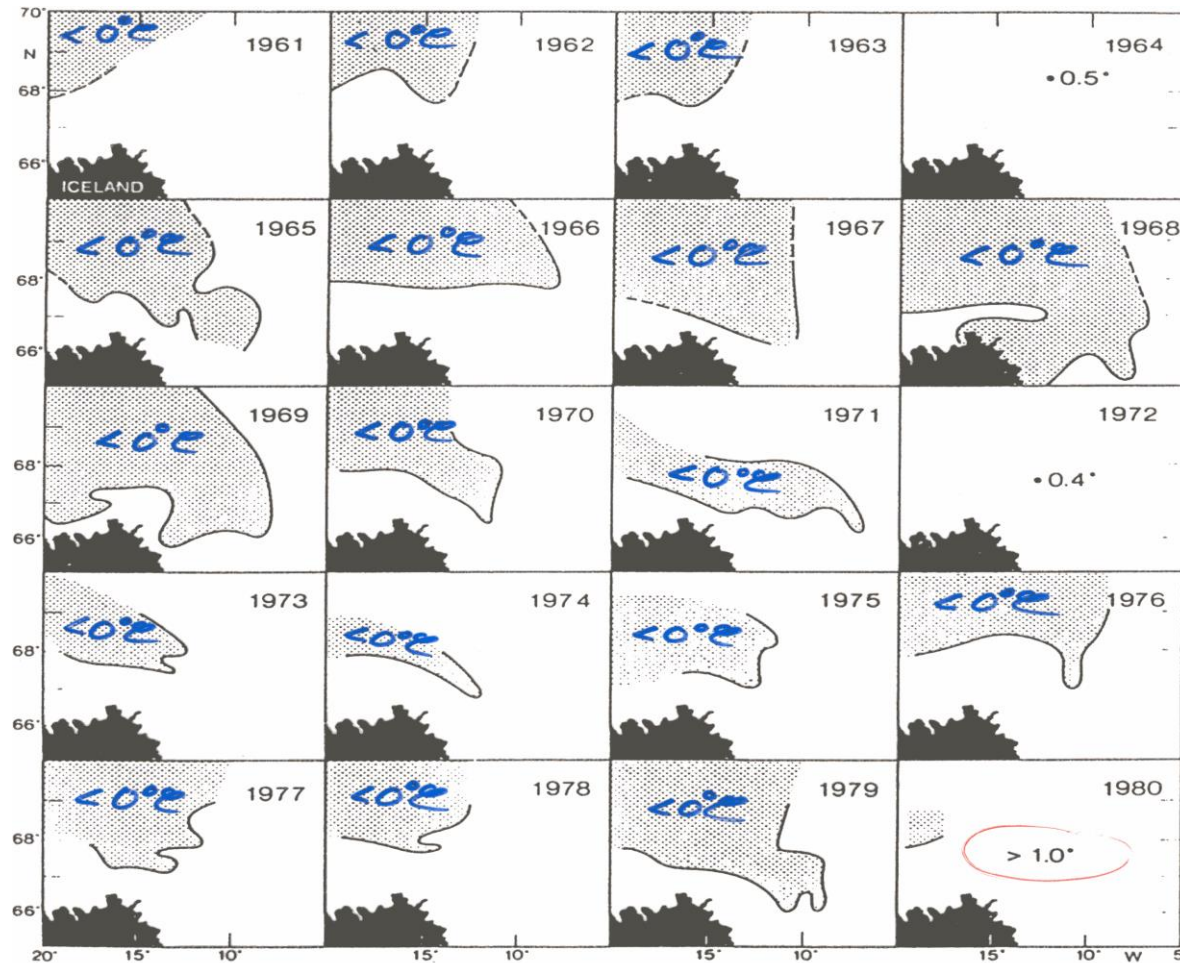 70°
<0°C
1961
<0°C
1962
<0°C
1963
1964
N
68°
•0.5°
66°
ICELAND
<0°C
1965
<0°C
1966
<0°C
1967
<0°C
1968
68°
66°
<0°C
1969
<0°C
1970
<0°C
1971
1972
68°
•0.4°
66°
<0°C
1973
<0°C
1974
<0°C
1975
<0°C
1976
68°
66°
<0°C
1977
<0°C
1978
<0°C
1979
1980
68°
> 1.0°
66°
20° 15° 10° 15° 10° 15° 10° 15° 10° W 5